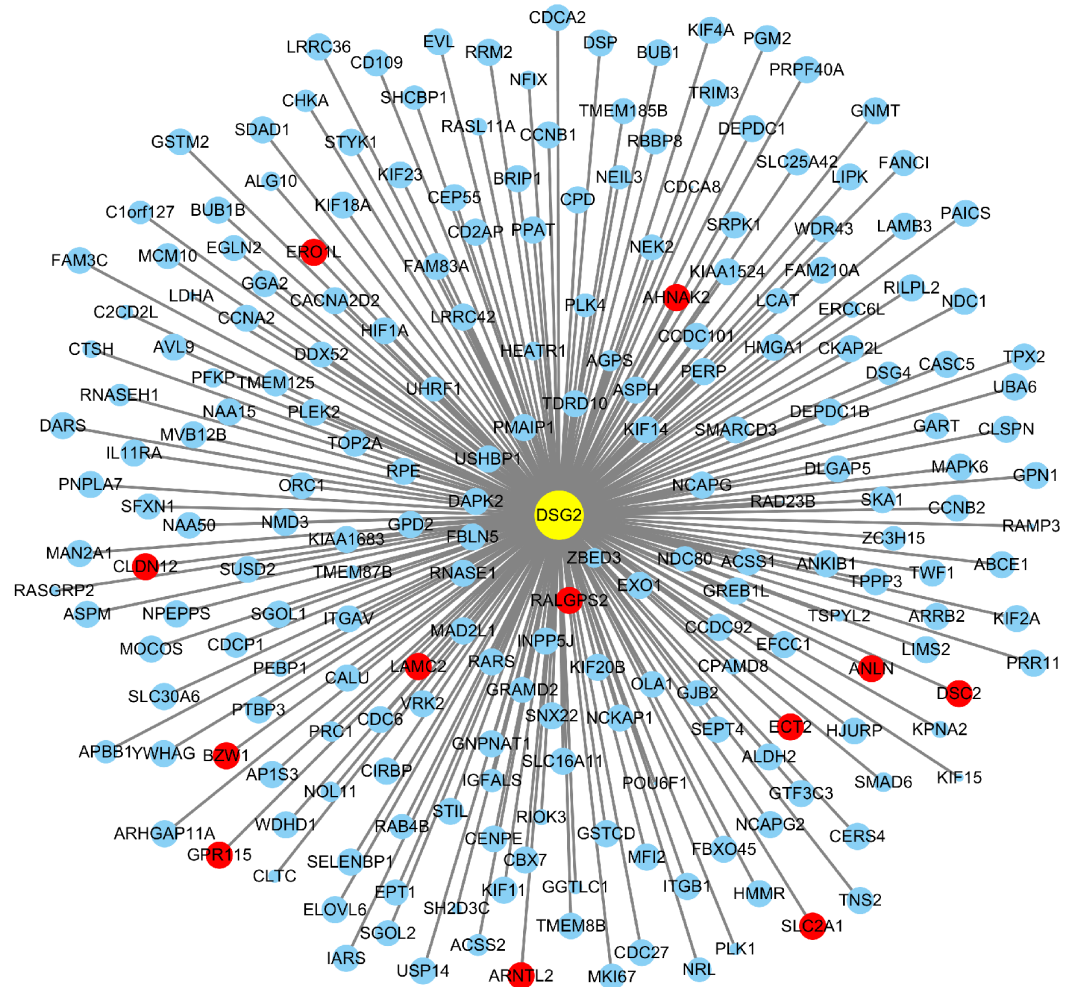 CDCA2
LRRC36
EVL
DSP
KIF4A
PGM2
CD109
RRM2
BUB1
PRPF40A
CHKA
SHCBP1
NFIX
TMEM185B
TRIM3
GNMT
SDAD1
RASL11A
CCNB1
RBBP8
DEPDC1
GSTM2
STYK1
SLC25A42
FANCI
ALG10
KIF23
BRIP1
NEIL3
CDCA8
LIPK
C1orf127
BUB1B
KIF18A
CEP55
CPD
SRPK1
WDR43
LAMB3
PAICS
CD2AP
PPAT
NEK2
FAM3C
MCM10
EGLN2
ERO1L
FAM83A
KIAA1524
FAM210A
LDHA
GGA2
CACNA2D2
PLK4
AHNAK2
LCAT
RILPL2
NDC1
C2CD2L
CCNA2
HIF1A
LRRC42
ERCC6L
CTSH
AVL9
DDX52
HEATR1
AGPS
CCDC101
HMGA1
CKAP2L
CASC5
TPX2
PFKP
TMEM125
UHRF1
ASPH
PERP
DSG4
UBA6
RNASEH1
NAA15
PLEK2
TDRD10
DEPDC1B
DARS
MVB12B
TOP2A
PMAIP1
KIF14
SMARCD3
GART
CLSPN
IL11RA
RPE
USHBP1
DLGAP5
MAPK6
GPN1
PNPLA7
ORC1
NCAPG
SFXN1
DAPK2
RAD23B
SKA1
CCNB2
NAA50
NMD3
GPD2
DSG2
RAMP3
KIAA1683
FBLN5
ZC3H15
MAN2A1
CLDN12
ZBED3
NDC80
ACSS1
ANKIB1
ABCE1
RASGRP2
SUSD2
TMEM87B
RNASE1
EXO1
GREB1L
TPPP3
TWF1
ASPM
NPEPPS
SGOL1
ITGAV
RALGPS2
TSPYL2
ARRB2
KIF2A
MOCOS
CDCP1
MAD2L1
INPP5J
CCDC92
EFCC1
LIMS2
PRR11
PEBP1
LAMC2
RARS
KIF20B
CPAMD8
ANLN
SLC30A6
CALU
GRAMD2
OLA1
GJB2
DSC2
PTBP3
CDC6
VRK2
SNX22
NCKAP1
SEPT4
ECT2
HJURP
KPNA2
APBB1
YWHAG
BZW1
PRC1
GNPNAT1
SLC16A11
ALDH2
AP1S3
CIRBP
IGFALS
POU6F1
SMAD6
KIF15
NOL11
GTF3C3
ARHGAP11A
WDHD1
RAB4B
STIL
RIOK3
GSTCD
NCAPG2
CERS4
GPR115
SELENBP1
CENPE
CBX7
MFI2
FBXO45
CLTC
EPT1
KIF11
GGTLC1
ITGB1
HMMR
TNS2
ELOVL6
SH2D3C
SGOL2
TMEM8B
SLC2A1
IARS
ACSS2
CDC27
PLK1
USP14
ARNTL2
MKI67
NRL